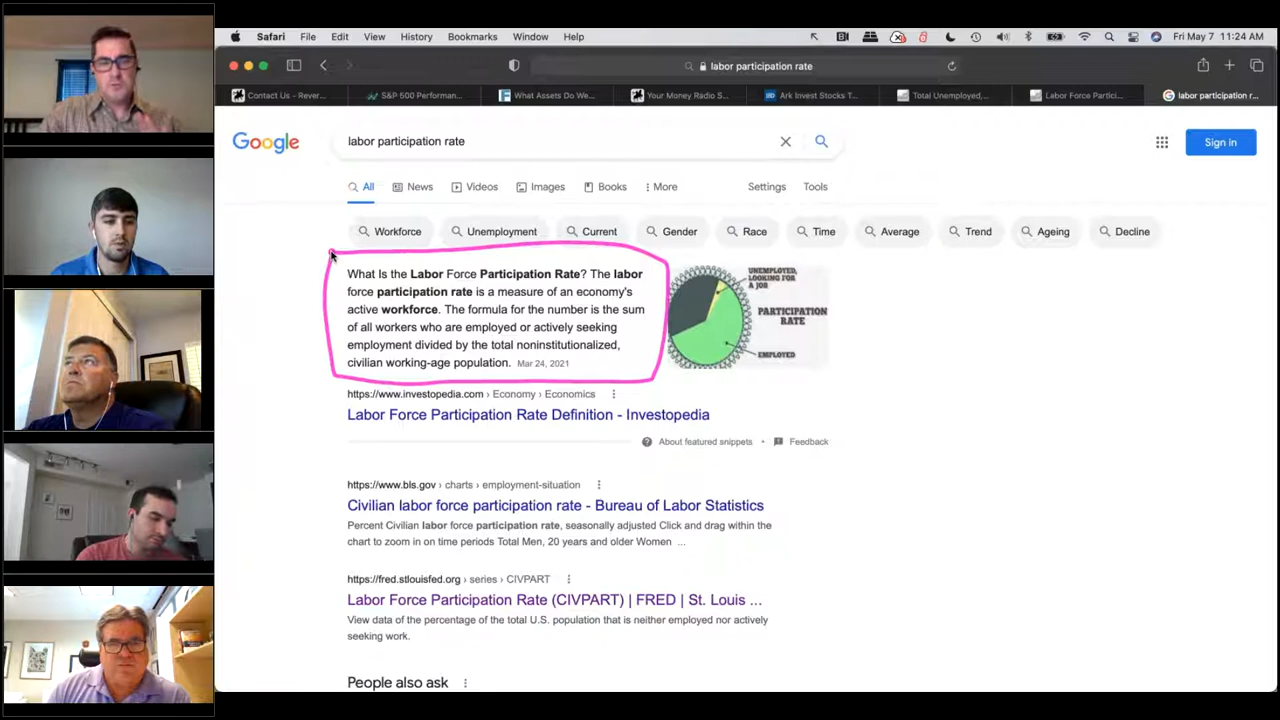 Safari File Edit View History Bookmarks Window Help Fri May 7 11:24 AM
labor participation rate
Contact Us – Rever... S&P 500 Performan... What Assets Do We... Your Money Radio S... Ark Invest Stocks T... Total Unemployed,... Labor Force Partici... labor participation r...
Google labor participation rate Sign in
All News Videos Images Books More Settings Tools
Workforce Unemployment Current Gender Race Time Average Trend Ageing Decline
What Is the Labor Force Participation Rate? The labor
force participation rate is a measure of an economy's
active workforce. The formula for the number is the sum
of all workers who are employed or actively seeking
employment divided by the total noninstitutionalized,
civilian working-age population. Mar 24, 2021
UNEMPLOYED,
LOOKING FOR
A JOB
PARTICIPATION
RATE
EMPLOYED
https://www.investopedia.com › Economy › Economics
Labor Force Participation Rate Definition - Investopedia
About featured snippets • Feedback
https://www.bls.gov › charts › employment-situation
Civilian labor force participation rate - Bureau of Labor Statistics
Percent Civilian labor force participation rate, seasonally adjusted Click and drag within the
chart to zoom in on time periods Total Men, 20 years and older Women ...
https://fred.stlouisfed.org › series › CIVPART
Labor Force Participation Rate (CIVPART) | FRED | St. Louis ...
View data of the percentage of the total U.S. population that is neither employed nor actively
seeking work.
People also ask